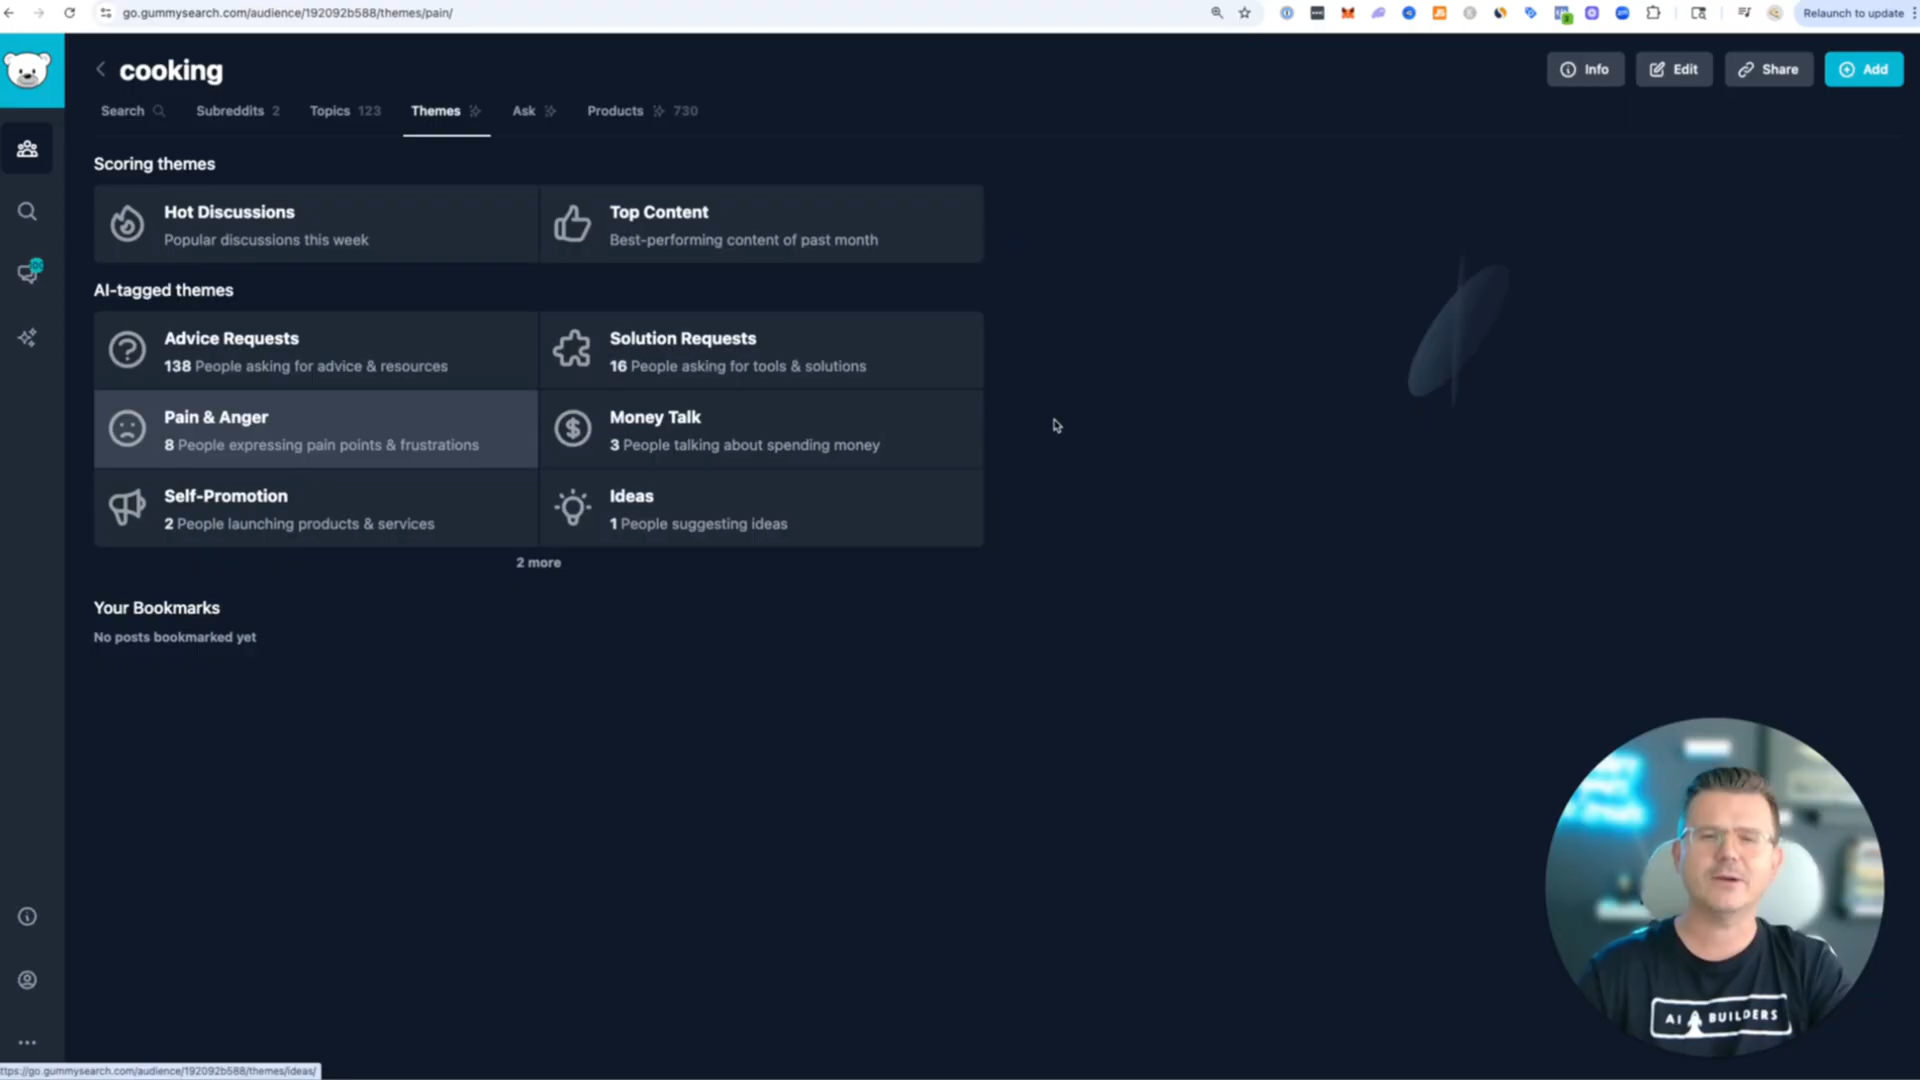 go.gummysearch.com/audience/192092b588/themes/pain/
Relaunch to update
cooking
Info
Edit
Share
Add
Search
Subreddits 2
Topics 123
Themes
Ask
Products 730
Scoring themes
Hot Discussions
Popular discussions this week
Top Content
Best-performing content of past month
AI-tagged themes
Advice Requests
138 People asking for advice & resources
Solution Requests
16 People asking for tools & solutions
Pain & Anger
8 People expressing pain points & frustrations
Money Talk
3 People talking about spending money
Self-Promotion
2 People launching products & services
Ideas
1 People suggesting ideas
2 more
Your Bookmarks
No posts bookmarked yet
AI BUILDERS
ttps://go.gummysearch.com/audience/192092b588/themes/ideas/